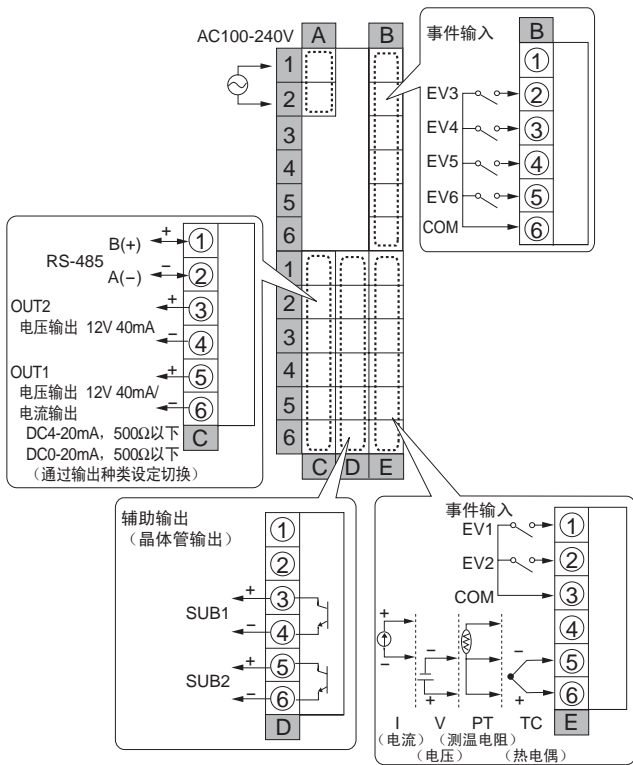 AC100-240V
A
B
1
2
3
4
5
6
1
2
3
4
5
6
C D E
事件输入
B
①
EV3 ②
EV4 ③
EV5 ④
EV6 ⑤
COM ⑥
B(+) + ①
RS-485
A(−) − ②
OUT2 + ③
电压输出 12V 40mA
− ④
OUT1 + ⑤
电压输出 12V 40mA/
− ⑥
电流输出
DC4-20mA，500Ω以下
C
DC0-20mA，500Ω以下
（通过输出种类设定切换）
辅助输出
（晶体管输出）
①
②
+ ③
SUB1
− ④
+ ⑤
SUB2
− ⑥
D
事件输入
EV1 ①
EV2 ②
COM ③
④
+ − − ⑤
− + + ⑥
I V PT TC E
（电流）（测温电阻）
（电压） （热电偶）